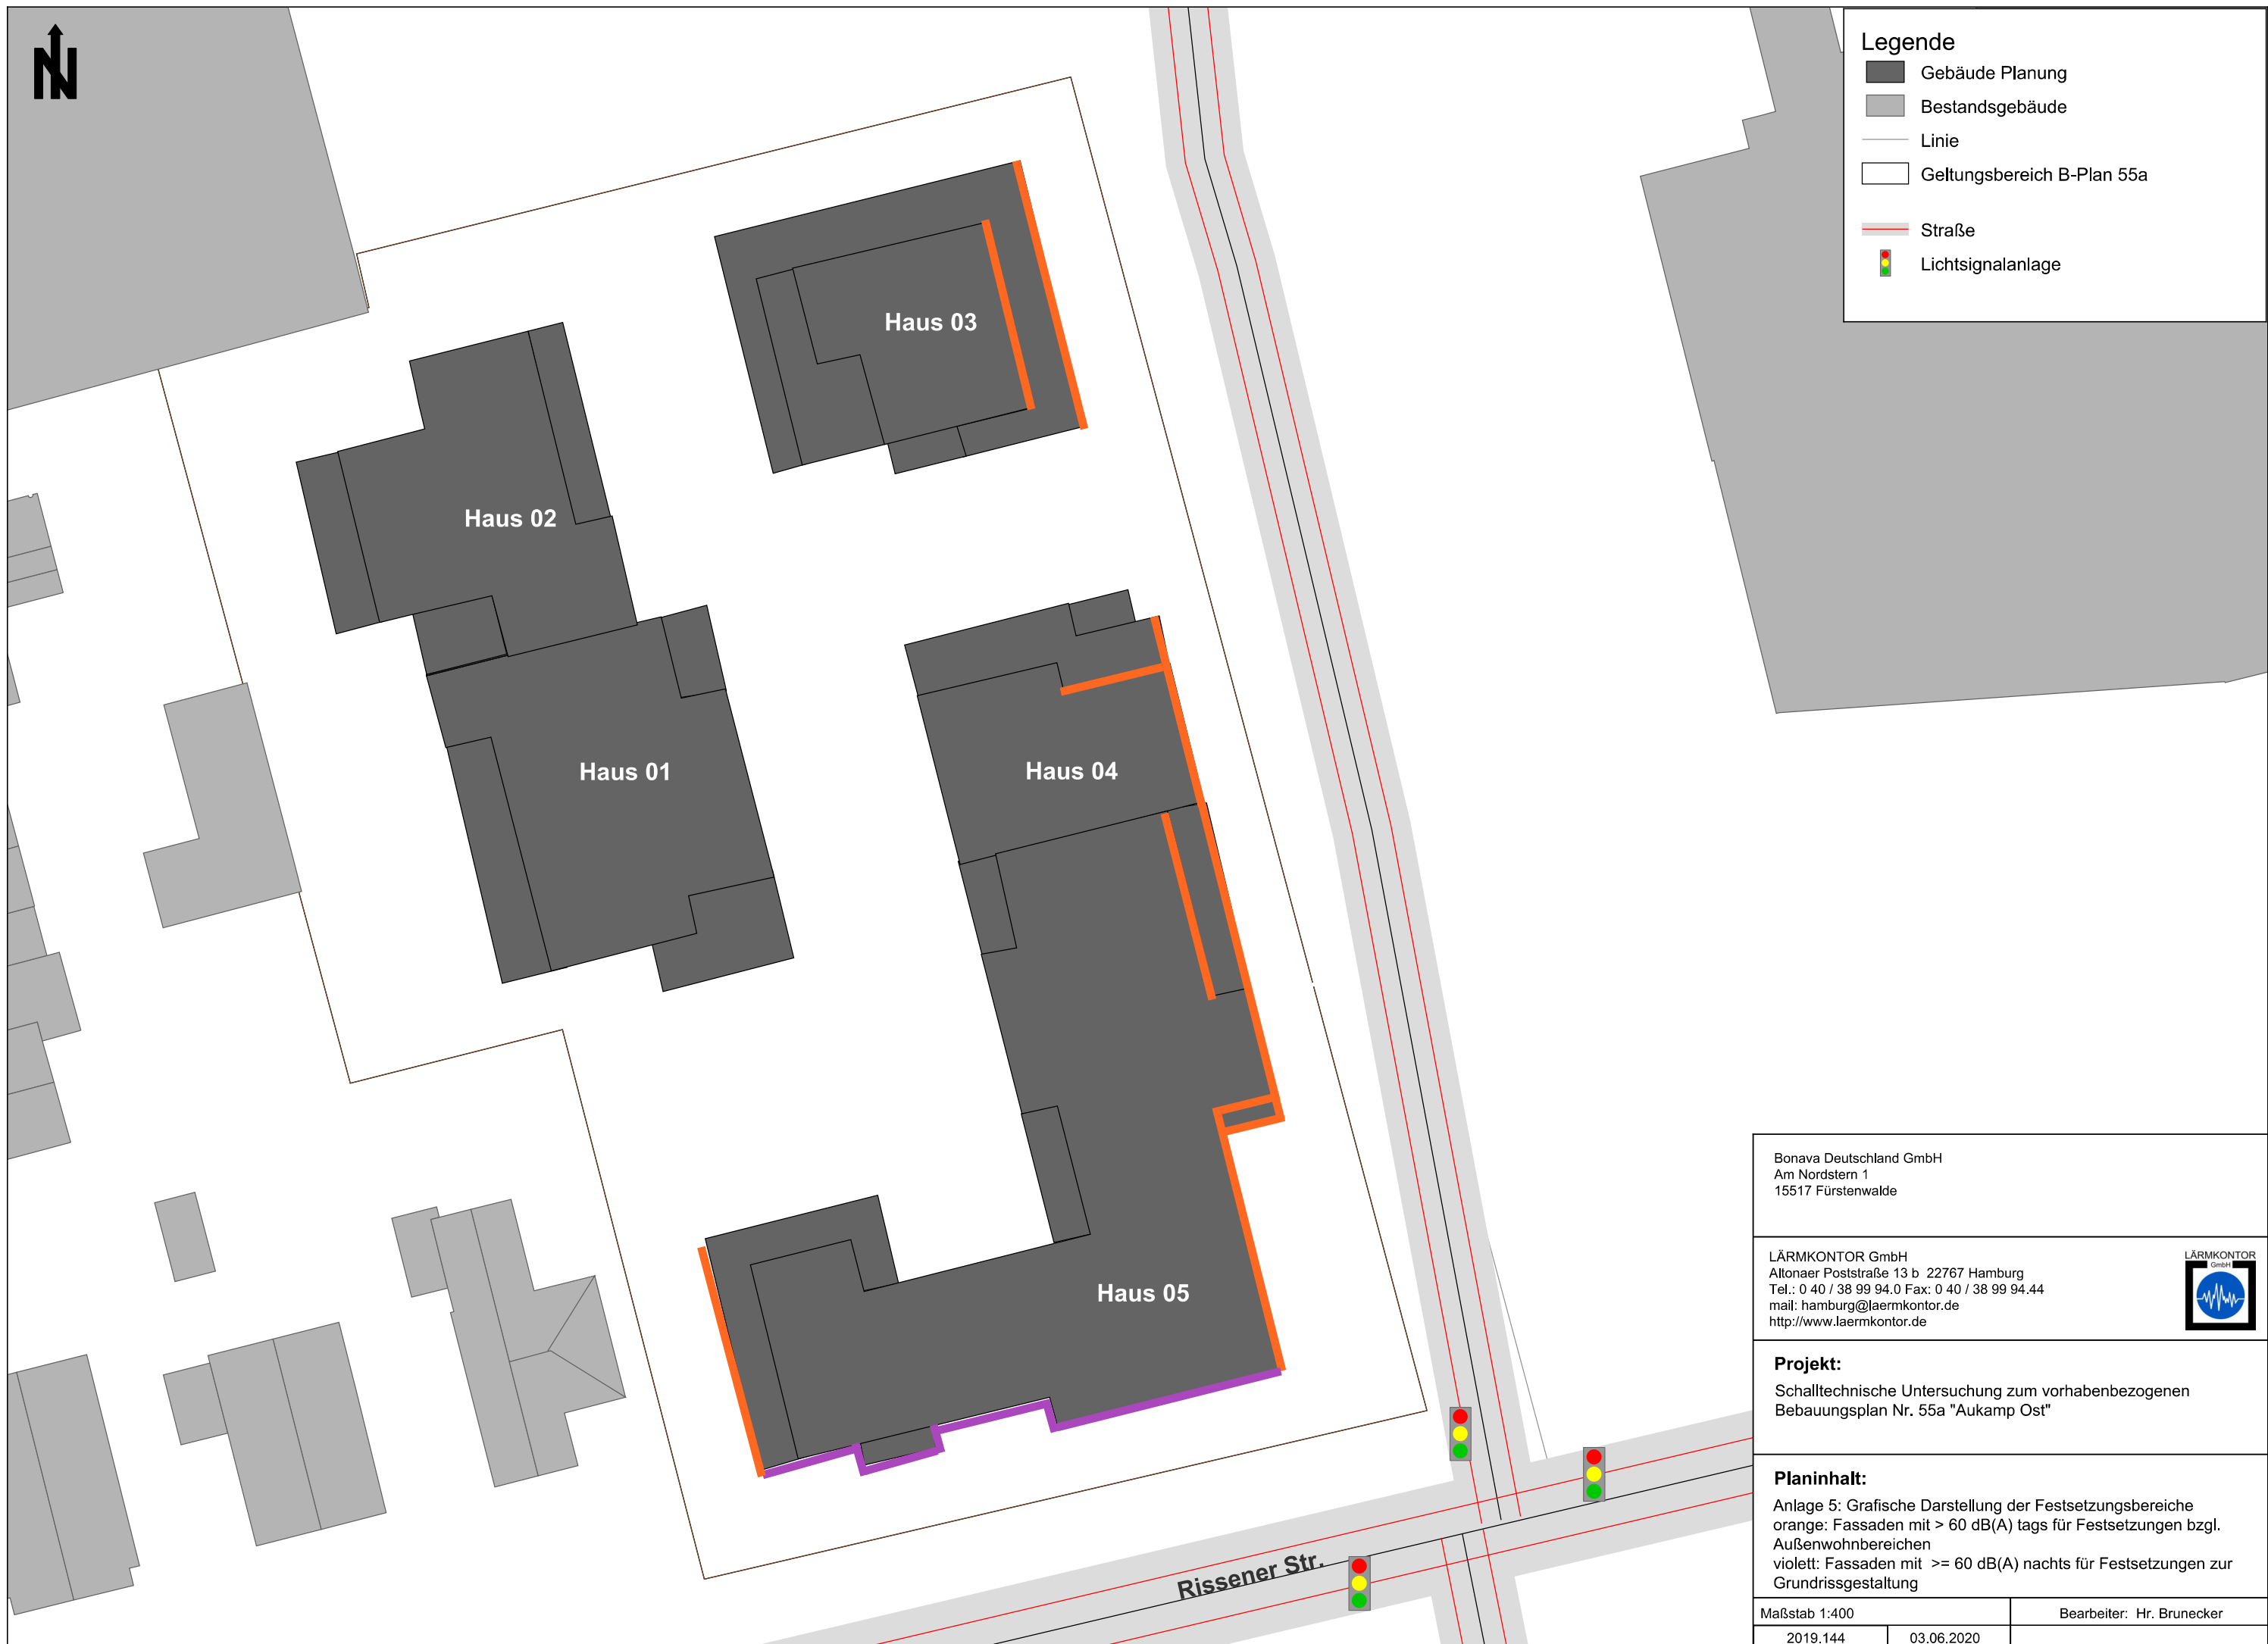 N
Legende
Gebäude Planung
Bestandsgebäude
Linie
Geltungsbereich B-Plan 55a
Straße
Lichtsignalanlage
Haus 03
Haus 02
Haus 01
Haus 04
Haus 05
Rissener Str.
Bonava Deutschland GmbH
Am Nordstern 1
15517 Fürstenwalde
LÄRMKONTOR GmbH
Altonaer Poststraße 13 b 22767 Hamburg
Tel.: 0 40 / 38 99 94.0 Fax: 0 40 / 38 99 94.44
mail: hamburg@laermkontor.de
http://www.laermkontor.de
LÄRMKONTOR
GmbH
Projekt:
Schalltechnische Untersuchung zum vorhabenbezogenen
Bebauungsplan Nr. 55a "Aukamp Ost"
Planinhalt:
Anlage 5: Grafische Darstellung der Festsetzungsbereiche
orange: Fassaden mit > 60 dB(A) tags für Festsetzungen bzgl.
Außenwohnbereichen
violett: Fassaden mit >= 60 dB(A) nachts für Festsetzungen zur
Grundrissgestaltung
Maßstab 1:400
Bearbeiter: Hr. Brunecker
2019.144
03.06.2020